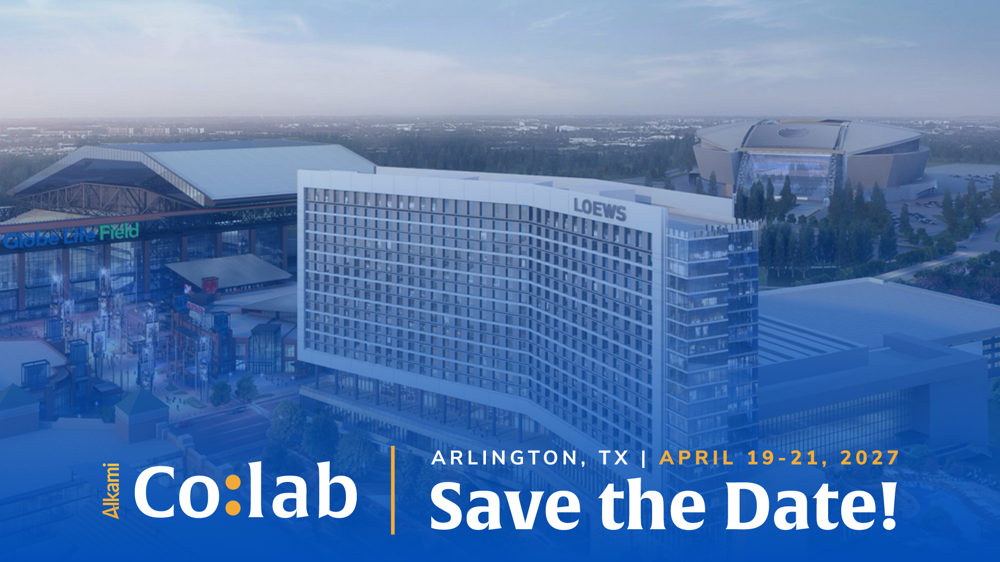 LOEWS
Globe Life Field
Alkami
Co:lab
ARLINGTON, TX | APRIL 19-21, 2027
Save the Date!